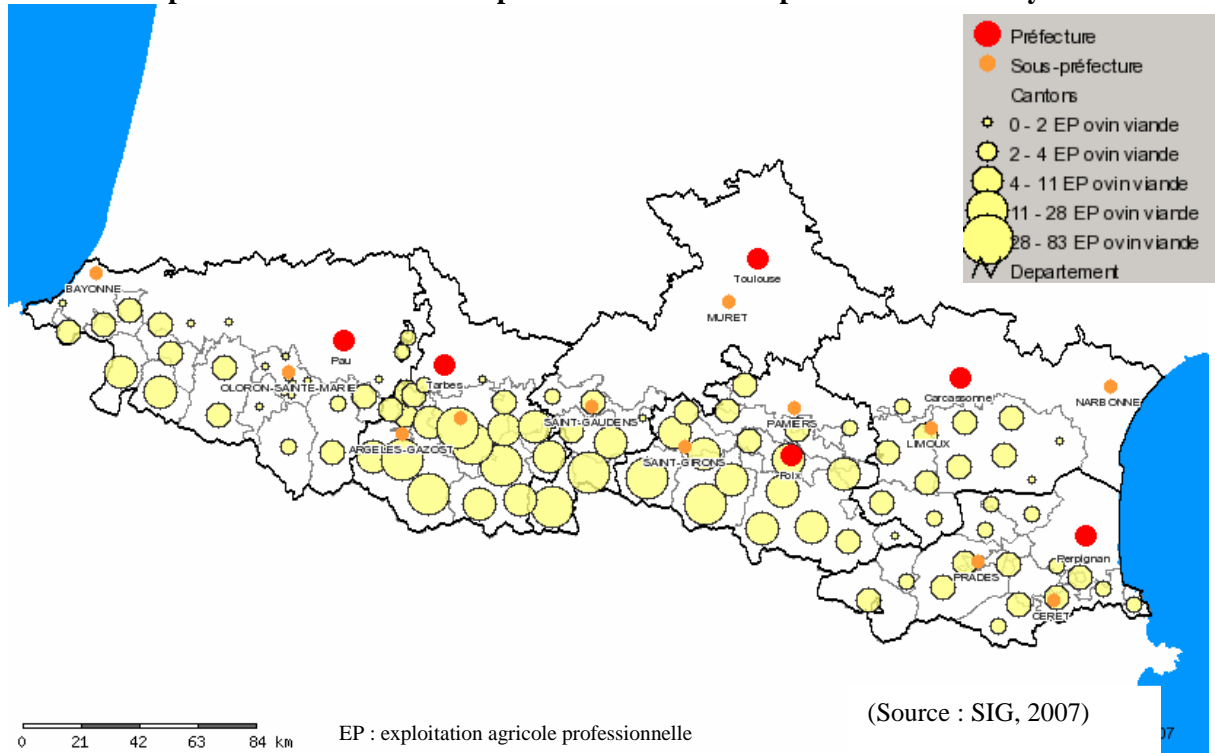 Préfecture
Sous-préfecture
Cantons
0 - 2 EP ovin viande
2 - 4 EP ovin viande
4 - 11 EP ovin viande
11 - 28 EP ovin viande
28 - 83 EP ovin viande
Departement
Toulouse
BAYONNE
MURET
Pau
Tarbes
OLORON-SAINTE-MARIE
Carcassonne
NARBONNE
SAINT-GAUDENS
PAMIERS
LIMOUX
ARGELES-GAZOST
SAINT-GIRONS
Foix
Perpignan
PRADES
CERET
(Source : SIG, 2007)
EP : exploitation agricole professionnelle
07
0 21 42 63 84 km